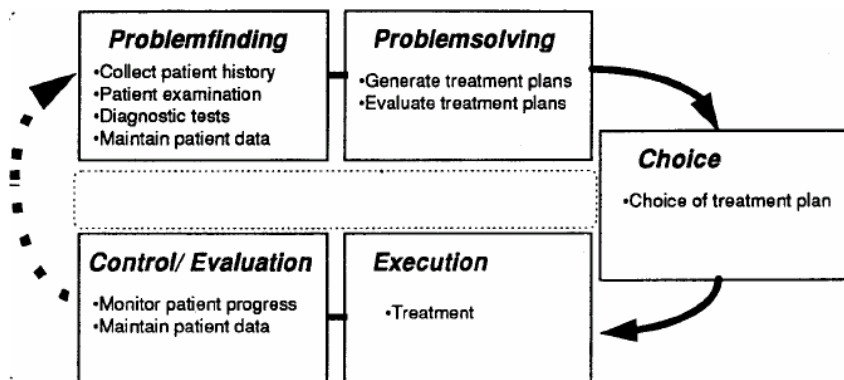 Problemfinding
•Collect patient history
•Patient examination
•Diagnostic tests
•Maintain patient data
Problemsolving
•Generate treatment plans
•Evaluate treatment plans
Choice
•Choice of treatment plan
Execution
•Treatment
Control/ Evaluation
•Monitor patient progress
•Maintain patient data